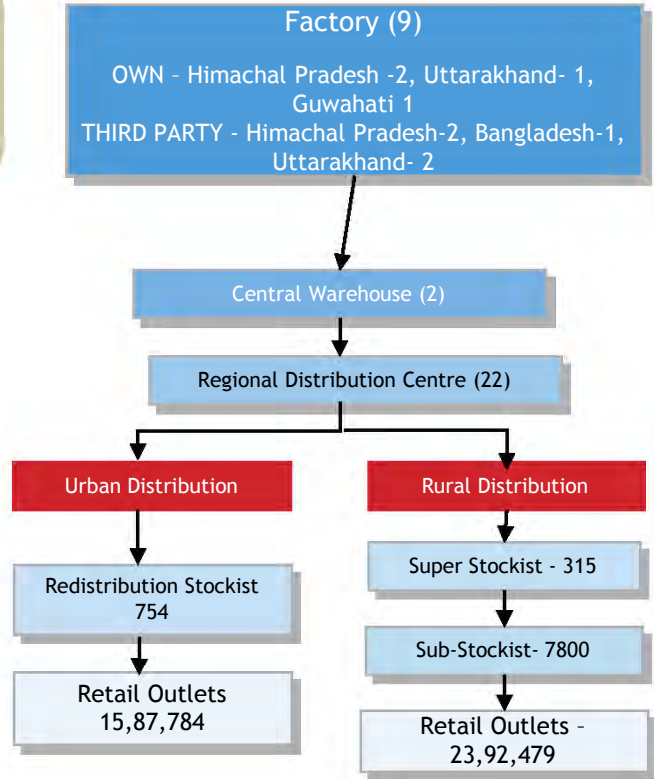 Factory (9)
OWN - Himachal Pradesh -2, Uttarakhand- 1,
Guwahati 1
THIRD PARTY - Himachal Pradesh-2, Bangladesh-1,
Uttarakhand- 2
Central Warehouse (2)
Regional Distribution Centre (22)
Urban Distribution
Rural Distribution
Redistribution Stockist
754
Super Stockist - 315
Sub-Stockist- 7800
Retail Outlets
15,87,784
Retail Outlets -
23,92,479